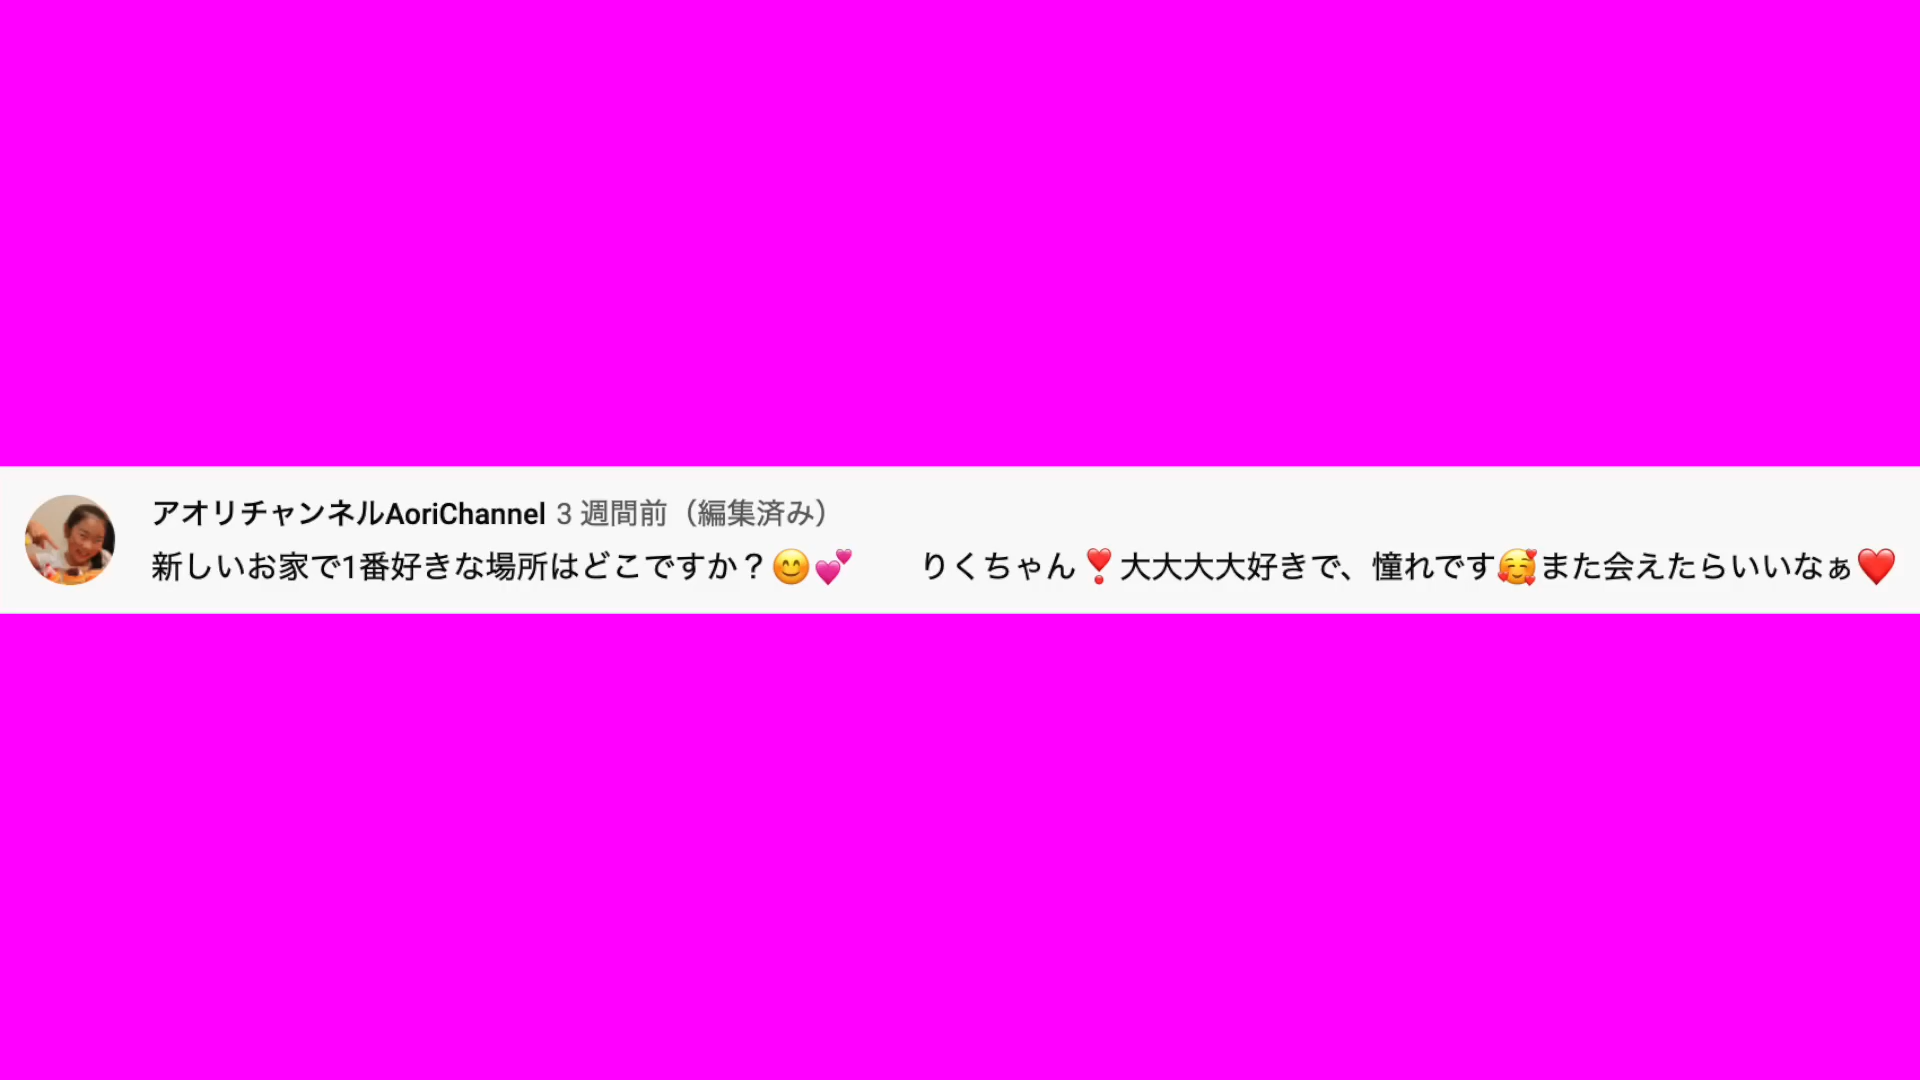 アオリチャンネルAoriChannel 3 週間前（編集済み）
新しいお家で1番好きな場所はどこですか？😊💕　　りくちゃん❣️大大大大好きで、憧れです🥰また会えたらいいなぁ❤️